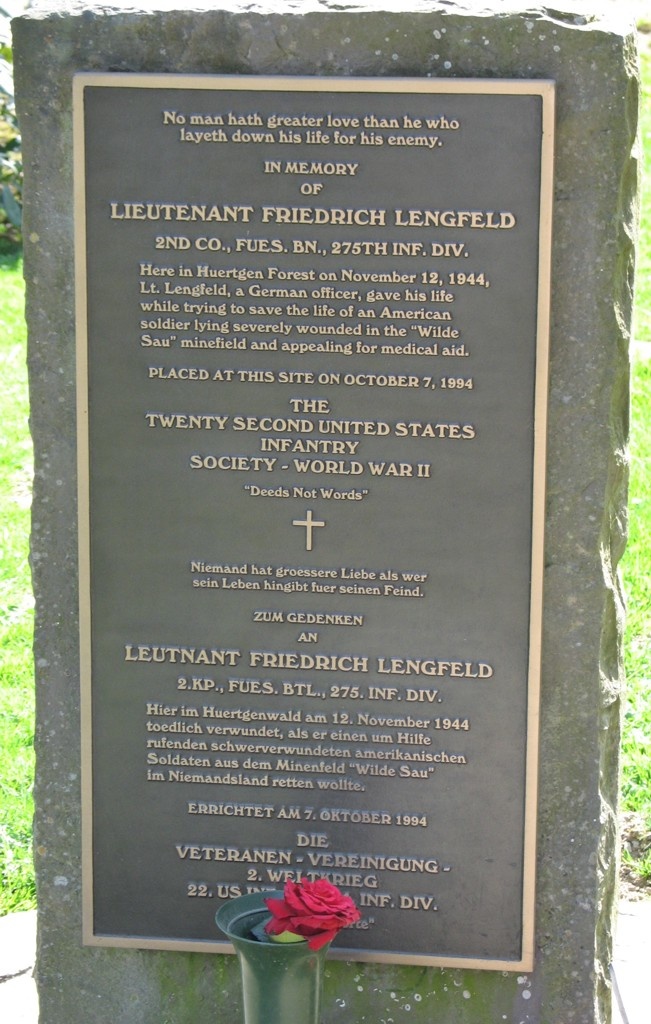 No man hath greater love than he who
layeth down his life for his enemy.
IN MEMORY
OF
LIEUTENANT FRIEDRICH LENGFELD
2ND CO., FUES. BN., 275TH INF. DIV.
Here in Huertgen Forest on November 12, 1944,
Lt. Lengfeld, a German officer, gave his life
while trying to save the life of an American
soldier lying severely wounded in the "Wilde
Sau" minefield and appealing for medical aid.
PLACED AT THIS SITE ON OCTOBER 7, 1994
THE
TWENTY SECOND UNITED STATES
INFANTRY
SOCIETY - WORLD WAR II
"Deeds Not Words"
Niemand hat groessere Liebe als wer
sein Leben hingibt fuer seinen Feind.
ZUM GEDENKEN
AN
LEUTNANT FRIEDRICH LENGFELD
2.KP., FUES. BTL., 275. INF. DIV.
Hier im Huertgenwald am 12. November 1944
toedlich verwundet, als er einen um Hilfe
rufenden schwerverwundeten amerikanischen
Soldaten aus dem Minenfeld "Wilde Sau"
im Niemandsland retten wollte.
ERRICHTET AM 7. OKTOBER 1994
DIE
VETERANEN - VEREINIGUNG -
2. WELTKRIEG
22. US INF. DIV.